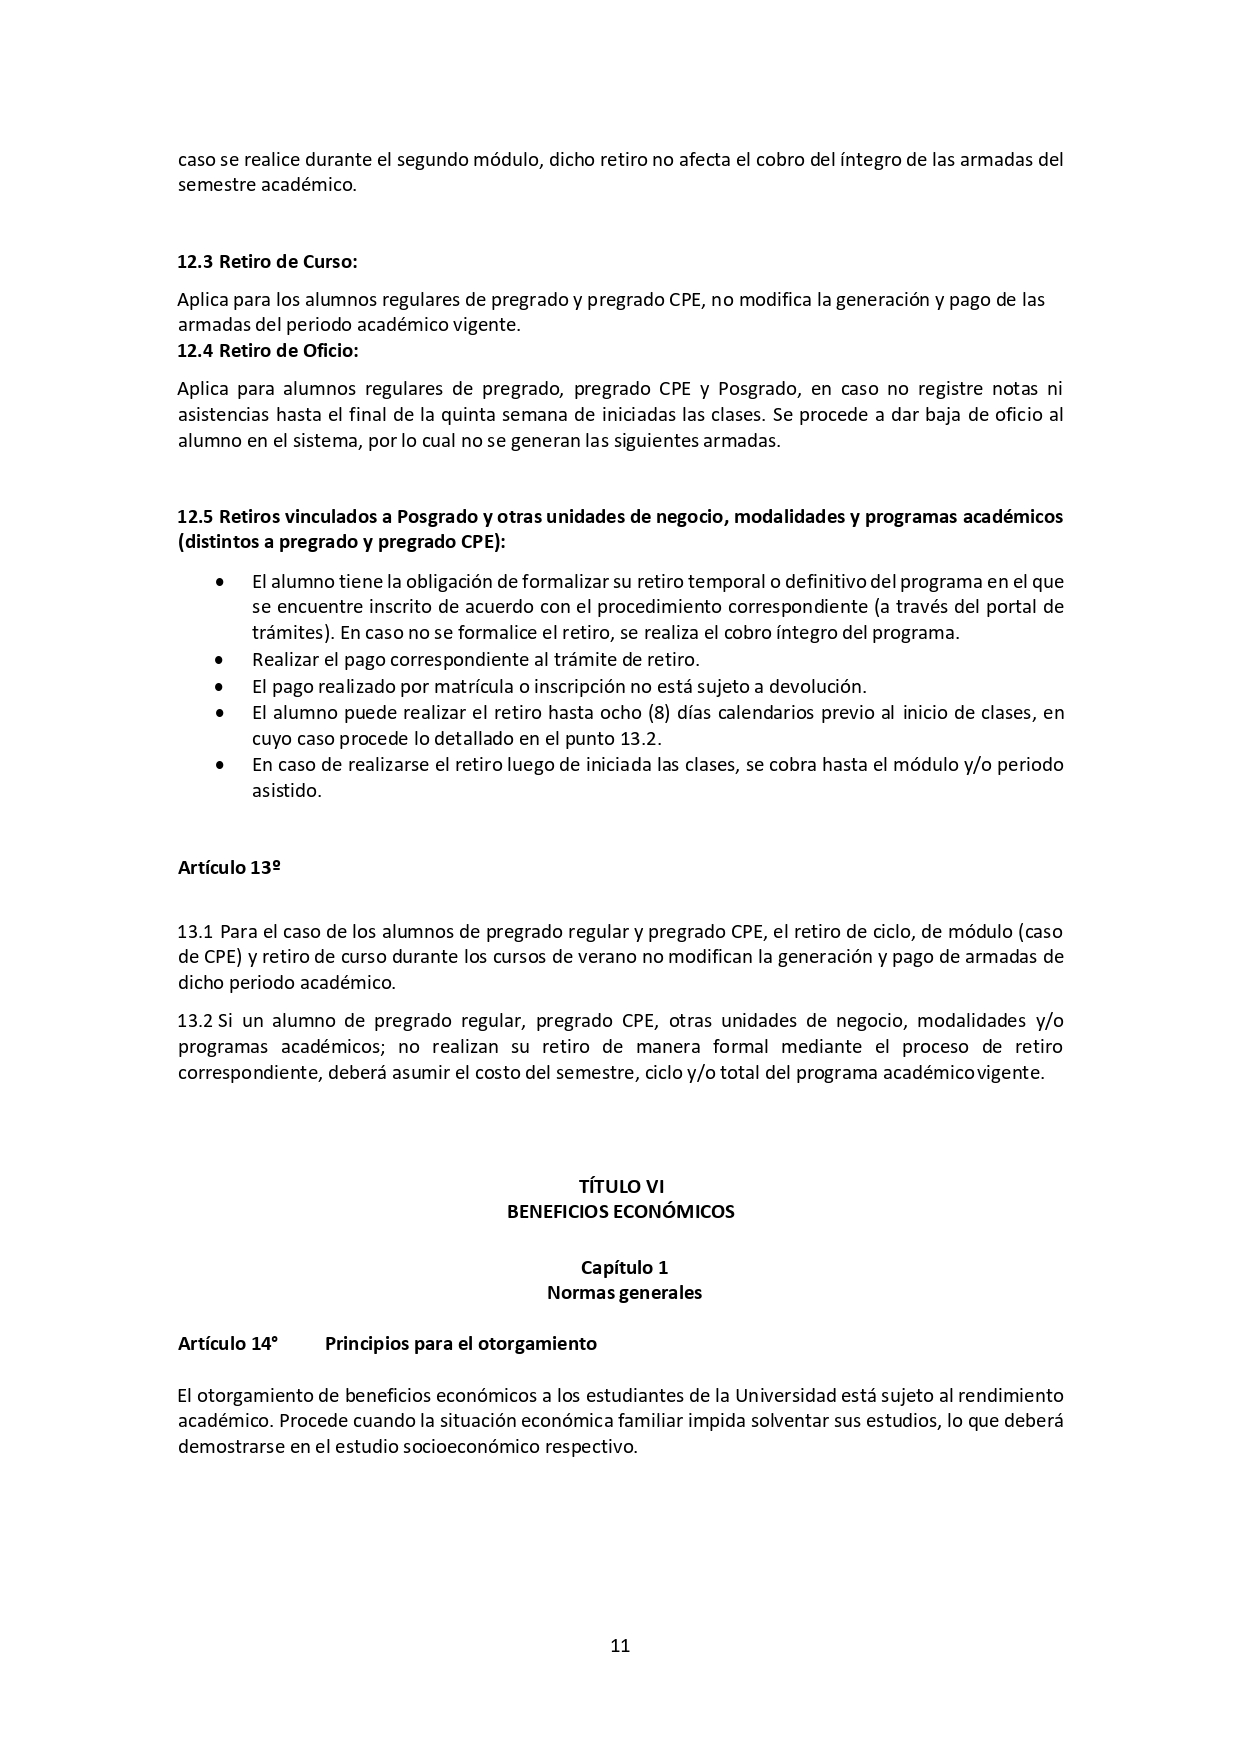 caso se realice durante el segundo módulo, dicho retiro no afecta el cobro del íntegro de las armadas del
semestre académico.
12.3 Retiro de Curso:
Aplica para los alumnos regulares de pregrado y pregrado CPE, no modifica la generación y pago de las
armadas del periodo académico vigente.
12.4 Retiro de Oficio:
Aplica para alumnos regulares de pregrado, pregrado CPE y Posgrado, en caso no registre notas ni
asistencias hasta el final de la quinta semana de iniciadas las clases. Se procede a dar baja de oficio al
alumno en el sistema, por lo cual no se generan las siguientes armadas.
12.5 Retiros vinculados a Posgrado y otras unidades de negocio, modalidades y programas académicos
(distintos a pregrado y pregrado CPE):
• El alumno tiene la obligación de formalizar su retiro temporal o definitivo del programa en el que
se encuentre inscrito de acuerdo con el procedimiento correspondiente (a través del portal de
trámites). En caso no se formalice el retiro, se realiza el cobro íntegro del programa.
• Realizar el pago correspondiente al trámite de retiro.
• El pago realizado por matrícula o inscripción no está sujeto a devolución.
• El alumno puede realizar el retiro hasta ocho (8) días calendarios previo al inicio de clases, en
cuyo caso procede lo detallado en el punto 13.2.
• En caso de realizarse el retiro luego de iniciada las clases, se cobra hasta el módulo y/o periodo
asistido.
Artículo 13º
13.1 Para el caso de los alumnos de pregrado regular y pregrado CPE, el retiro de ciclo, de módulo (caso
de CPE) y retiro de curso durante los cursos de verano no modifican la generación y pago de armadas de
dicho periodo académico.
13.2 Si un alumno de pregrado regular, pregrado CPE, otras unidades de negocio, modalidades y/o
programas académicos; no realizan su retiro de manera formal mediante el proceso de retiro
correspondiente, deberá asumir el costo del semestre, ciclo y/o total del programa académico vigente.
TÍTULO VI
BENEFICIOS ECONÓMICOS
Capítulo 1
Normas generales
Artículo 14° Principios para el otorgamiento
El otorgamiento de beneficios económicos a los estudiantes de la Universidad está sujeto al rendimiento
académico. Procede cuando la situación económica familiar impida solventar sus estudios, lo que deberá
demostrarse en el estudio socioeconómico respectivo.
11